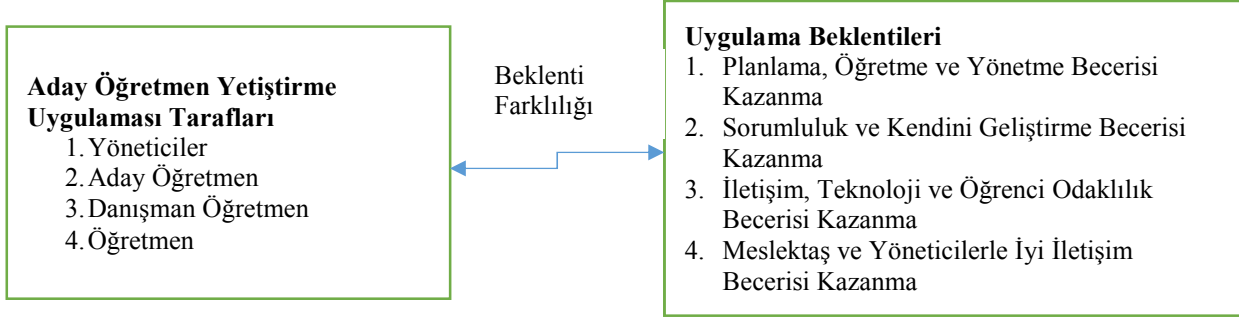 Aday Öğretmen Yetiştirme
Uygulaması Tarafları
1. Yöneticiler
2. Aday Öğretmen
3. Danışman Öğretmen
4. Öğretmen
Beklenti
Farklılığı
Uygulama Beklentileri
1. Planlama, Öğretme ve Yönetme Becerisi
Kazanma
2. Sorumluluk ve Kendini Geliştirme Becerisi
Kazanma
3. İletişim, Teknoloji ve Öğrenci Odaklılık
Becerisi Kazanma
4. Meslektaş ve Yöneticilerle İyi İletişim
Becerisi Kazanma